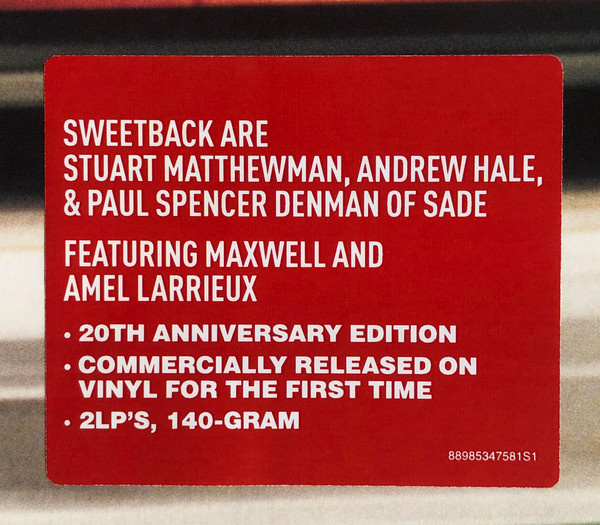 SWEETBACK ARE
STUART MATTHEWMAN, ANDREW HALE,
& PAUL SPENCER DENMAN OF SADE
FEATURING MAXWELL AND
AMEL LARRIEUX
• 20TH ANNIVERSARY EDITION
• COMMERCIALLY RELEASED ON
VINYL FOR THE FIRST TIME
• 2LP'S, 140-GRAM
88985347581S1